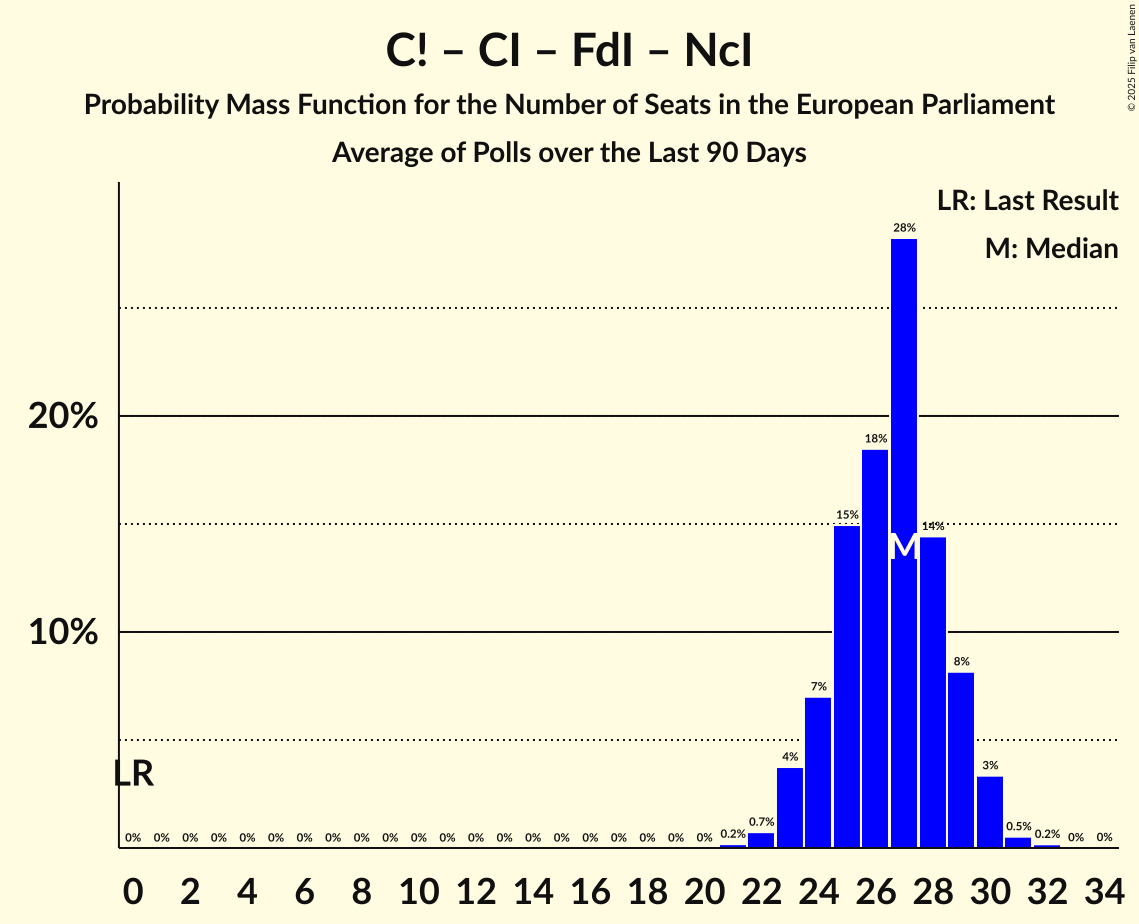 C! – CI – FdI – NcI
Probability Mass Function for the Number of Seats in the European Parliament
Average of Polls over the Last 90 Days
© 2025 Filip van Laenen
LR: Last Result
M: Median
28%
20%
18%
15%
14%
M
10%
8%
7%
4%
3%
LR
0% 0% 0% 0% 0% 0% 0% 0% 0% 0% 0% 0% 0% 0% 0% 0% 0% 0% 0% 0% 0% 0.2% 0.7% 0.5% 0.2% 0% 0%
0 2 4 6 8 10 12 14 16 18 20 22 24 26 28 30 32 34